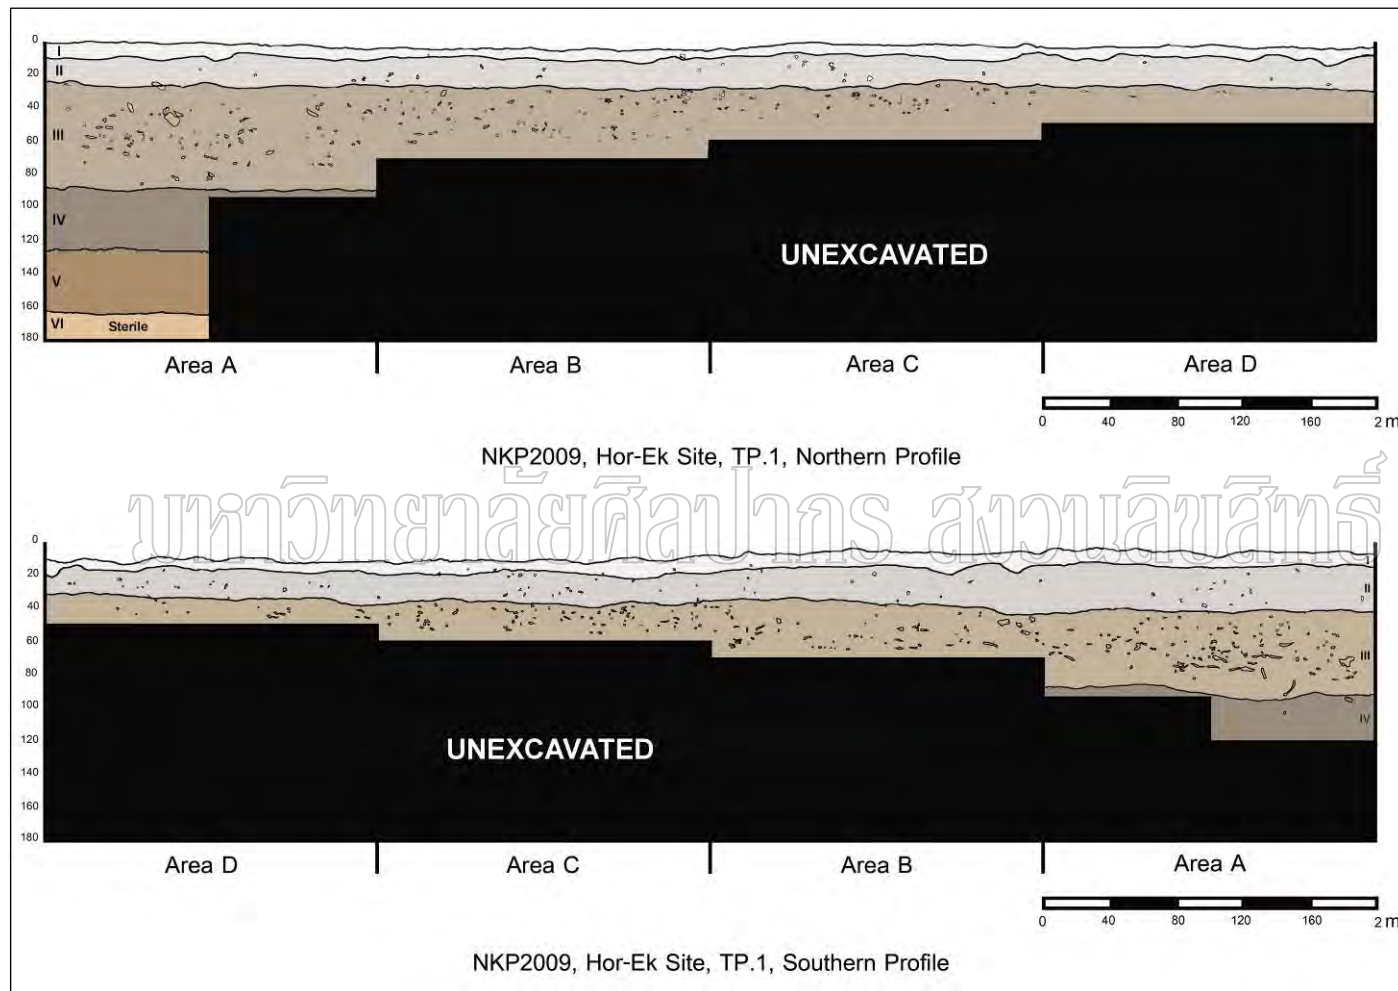 0
I
20
II
40
60
III
80
100
IV
120
140
V
160
VI Sterile
180
UNEXCAVATED
Area A Area B Area C Area D
0 40 80 120 160 2 m
NKP2009, Hor-Ek Site, TP.1, Northern Profile
มหาวิทยาลัยศิลปากร สงวนลิขสิทธิ์
0
I
20
II
40
60
III
80
100
IV
120
140
160
180
UNEXCAVATED
Area D Area C Area B Area A
0 40 80 120 160 2 m
NKP2009, Hor-Ek Site, TP.1, Southern Profile